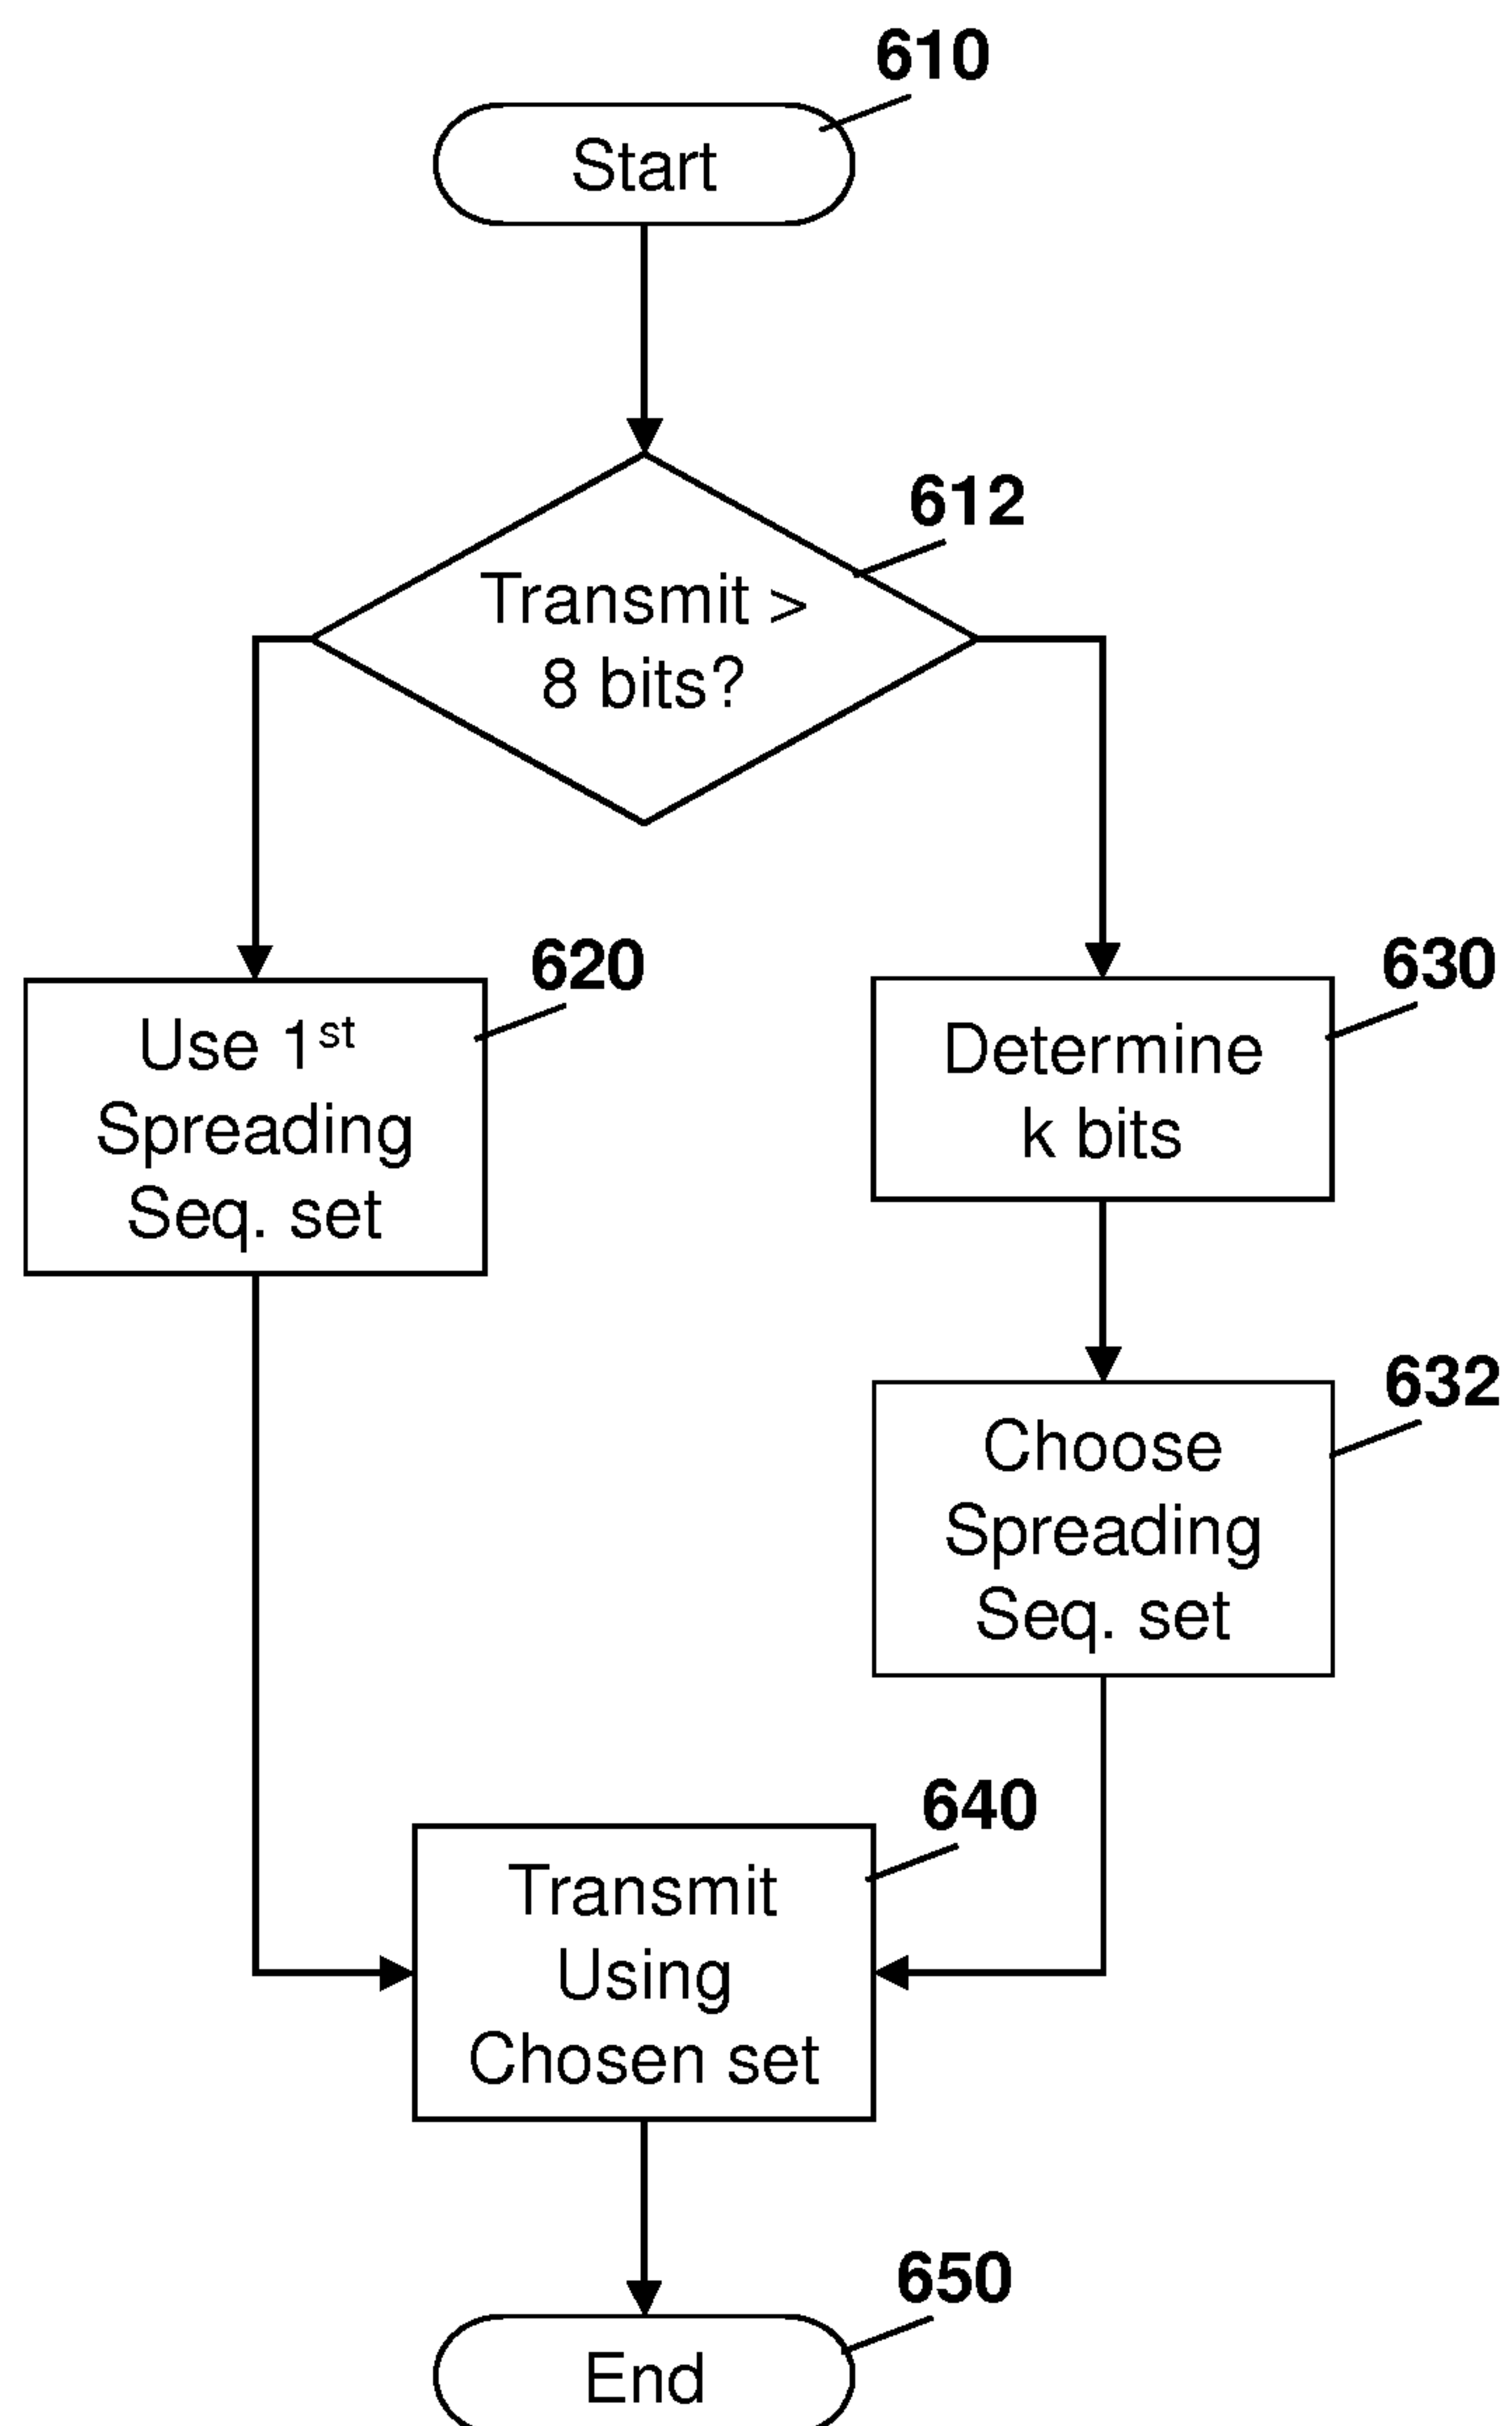 610
Start
612
Transmit >
8 bits?
620
Use 1st
Spreading
Seq. set
630
Determine
k bits
632
Choose
Spreading
Seq. set
640
Transmit
Using
Chosen set
650
End